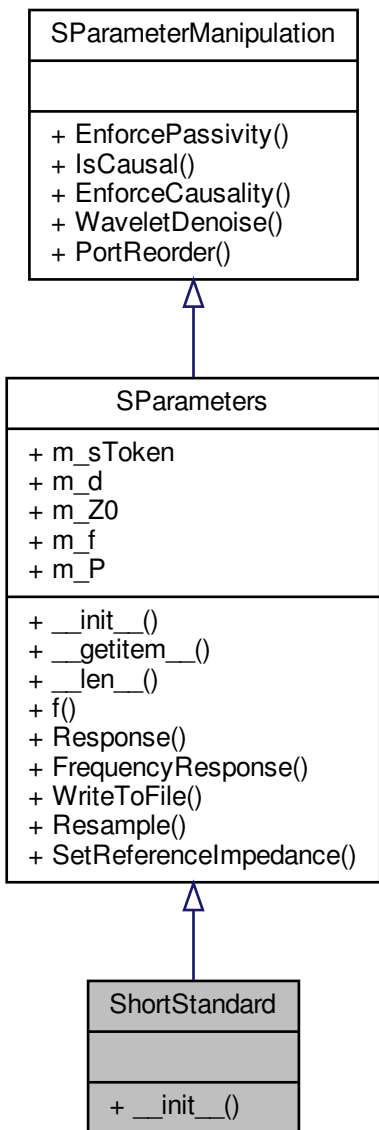 SParameterManipulation
+ EnforcePassivity()
+ IsCausal()
+ EnforceCausality()
+ WaveletDenoise()
+ PortReorder()
SParameters
+ m_sToken
+ m_d
+ m_Z0
+ m_f
+ m_P
+ __init__()
+ __getitem__()
+ __len__()
+ f()
+ Response()
+ FrequencyResponse()
+ WriteToFile()
+ Resample()
+ SetReferenceImpedance()
ShortStandard
+ __init__()